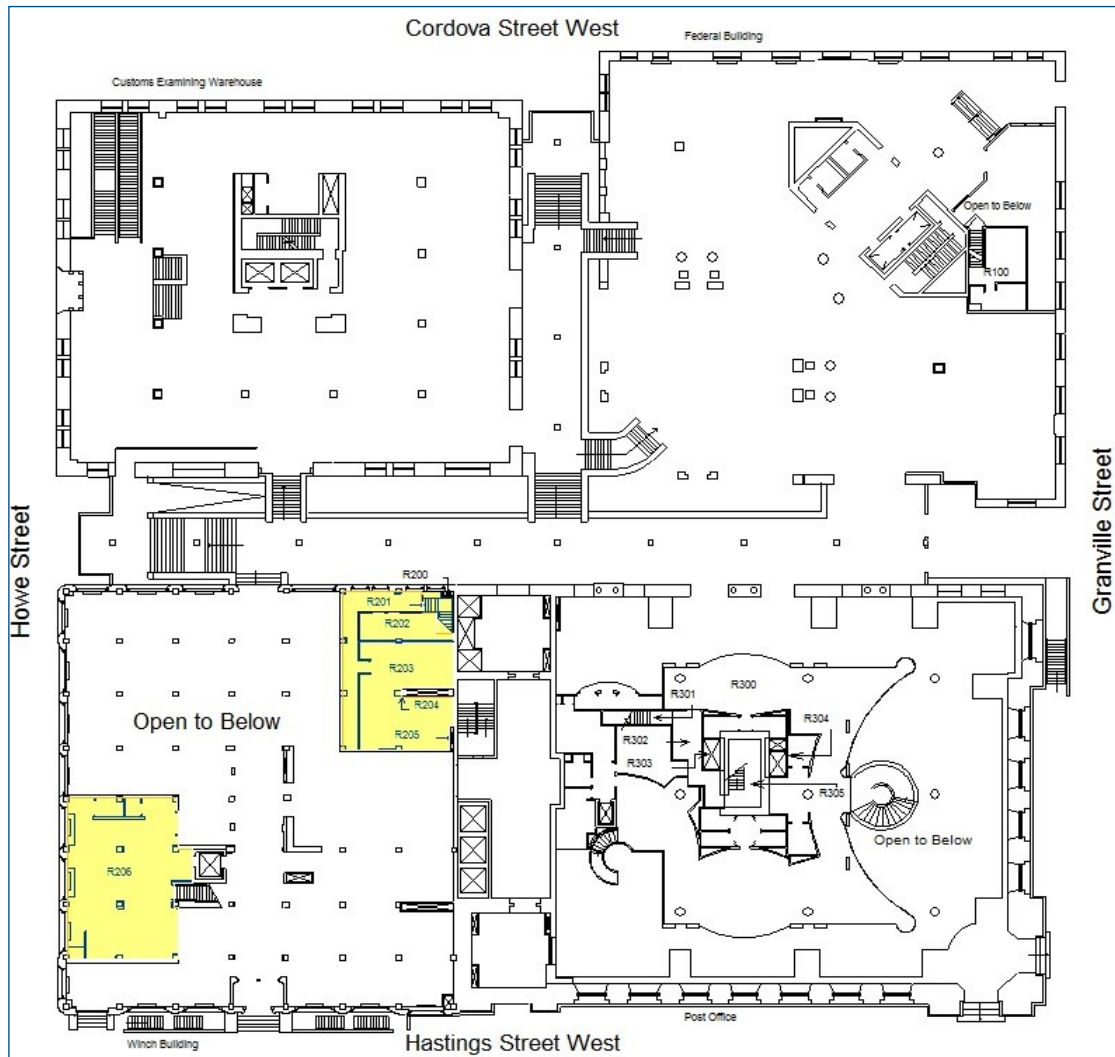 Cordova Street West
Federal Building
Customs Examining Warehouse
Open to Below
R100
Howe Street
Granville Street
R200
R201
R202
R203
R204
R205
Open to Below
R206
R300
R301
R302
R303
R304
R305
Open to Below
Post Office
Winch Building
Hastings Street West